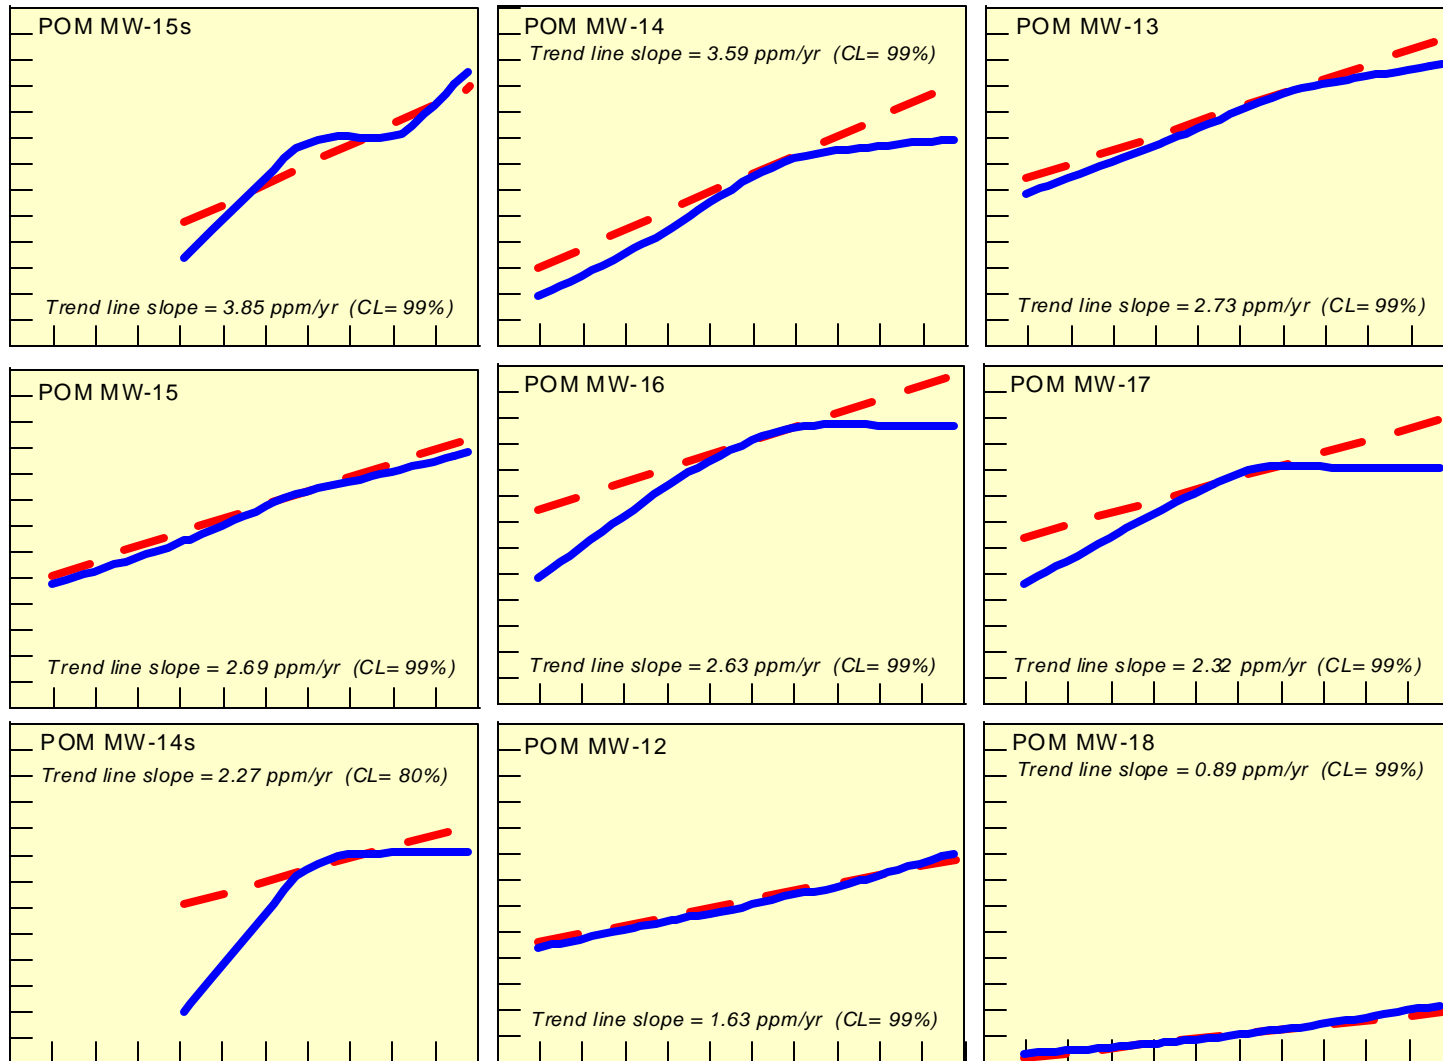 POM MW-15s
Trend line slope = 3.85 ppm/yr (CL= 99%)
POM MW-14
Trend line slope = 3.59 ppm/yr (CL= 99%)
POM MW-13
Trend line slope = 2.73 ppm/yr (CL= 99%)
POM MW-15
Trend line slope = 2.69 ppm/yr (CL= 99%)
POM MW-16
Trend line slope = 2.63 ppm/yr (CL= 99%)
POM MW-17
Trend line slope = 2.32 ppm/yr (CL= 99%)
POM MW-14s
Trend line slope = 2.27 ppm/yr (CL= 80%)
POM MW-12
Trend line slope = 1.63 ppm/yr (CL= 99%)
POM MW-18
Trend line slope = 0.89 ppm/yr (CL= 99%)